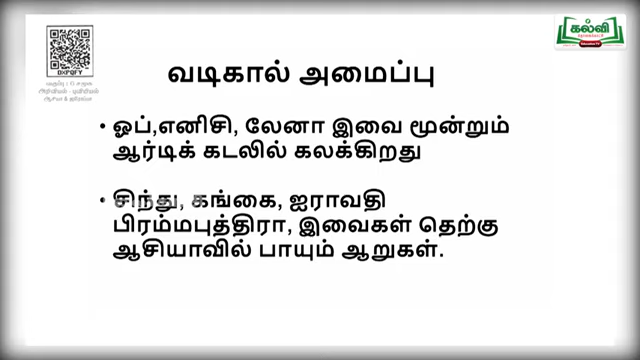 DXFQFY
கல்வி
வடிகால் அமைப்பு
• ஓப்,எனிசி, லேனா இவை மூன்றும்
ஆர்டிக் கடலில் கலக்கிறது
• சிந்து, கங்கை, ஐராவதி
பிரம்மபுத்திரா, இவைகள் தெற்கு
ஆசியாவில் பாயும் ஆறுகள்.